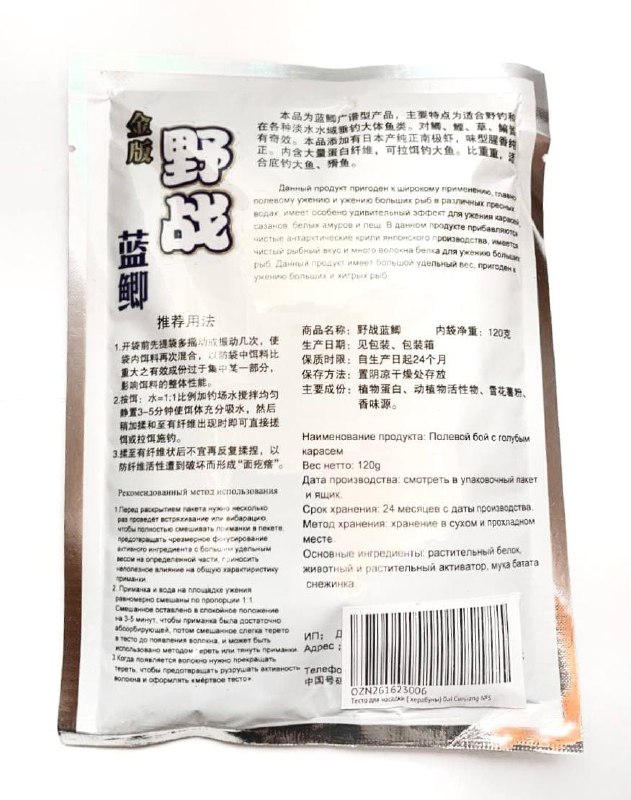 金版
野战
蓝鲫
本品为蓝鲫广谱型产品，主要特点为适合野钓和
在各种淡水水域垂钓大体鱼类。对鲫、鲤、草、鳊
有奇效。本品添加有日本产纯正南极虾，味型腥香纯
正。内含大量蛋白纤维，可拉饵钓大鱼。比重重，适
合底钓大鱼、滑鱼。
Данный продукт пригоден к широкому применению, главно
полевому ужению и ужению больших рыб в различных пресных
водах, имеет особено удивительный эффект для ужения карасей
сазанов, белых амуров и лещ. В данном продукте прибавляются
чистые антарктические крили янпонского производства, имеется
чистый рыбный вкус и много волокна белка для ужению больших
рыб. Данный продукт имеет большой удельный вес, пригоден к
ужению больших и хитрых рыб.
推荐用法
1.开袋前先提袋多摇动或振动几次，使
袋内饵料再次混合，以防袋中饵料比
重大之有效成份过于集中某一部分，
影响饵料的整体性能。
2.按饵：水=1:1比例加钓场水搅拌均匀
静置3-5分钟使饵体充分吸水，然后
稍加揉和至有纤维出现时即可直接搓
饵或拉饵施钓。
3.揉至有纤维状后不宜再反复揉捏，以
防纤维活性遭到破坏而形成“面疙瘩”。
Рекомендованный метод использования
1.Перед раскрытием пакета нужно несколько
раз проведёт встряхивание или вибарацию,
чтобы полностью смешивать приманки в пекете,
предотвращать чрезмерное фокусирование
активного ингредиента с большим удельным
весом на определенной части, приносить
неполезное влияние на общую характиристику
приманки.
2. Приманка и вода на площадке ужения
равномерно смешаны по пропорции 1:1.
Смешанное оставлено в спокойное положение
на 3-5 минут, чтобы приманка была достаточно
абсорбирующей, потом смешанное слегка терето
в тесто до появления волокна, и может быть
использовано методом тереть или тянуть приманки.
3.Когда появляется волокно нужно прекращать
тереть, чтобы предотвращать рузрушать активность
волокна и оформлять «мёртвое тесто».
商品名称：野战蓝鲫 内袋净重：120克
生产日期：见包装、包装箱
保质时限：自生产日起24个月
保存方法：置阴凉干燥处存放
主要成份：植物蛋白、动植物活性物、雪花薯粉、
香味源。
Наименование продукта: Полевой бой с голубым
карасем
Вес нетто: 120g
Дата производства: смотреть в упаковочный пакет
и ящик.
Срок хранения: 24 месяцев с даты производства.
Метод хранения: хранение в сухом и прохладном
месте.
Основные ингредиенты: растительный белок,
животный и растительный активатор, мука батата
снежинка.
ИП:
Адрес:
Телефо
中国号码
OZN261623006
Тесто для насадки ( херабуны) Dai Cunjiang №5